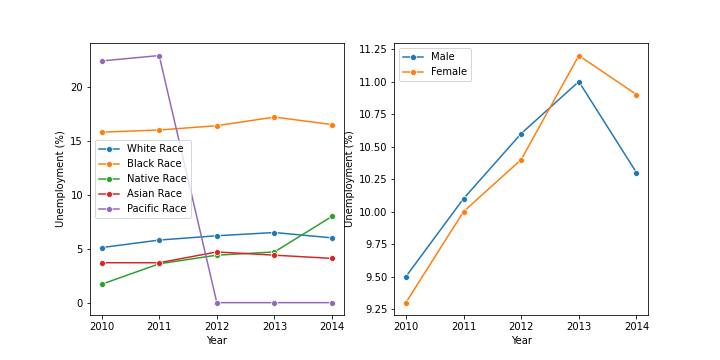 Unemployment (%)
20
15
10
5
0
White Race
Black Race
Native Race
Asian Race
Pacific Race
2010 2011 2012 2013 2014
Year
Unemployment (%)
11.25
11.00
10.75
10.50
10.25
10.00
9.75
9.50
9.25
Male
Female
2010 2011 2012 2013 2014
Year